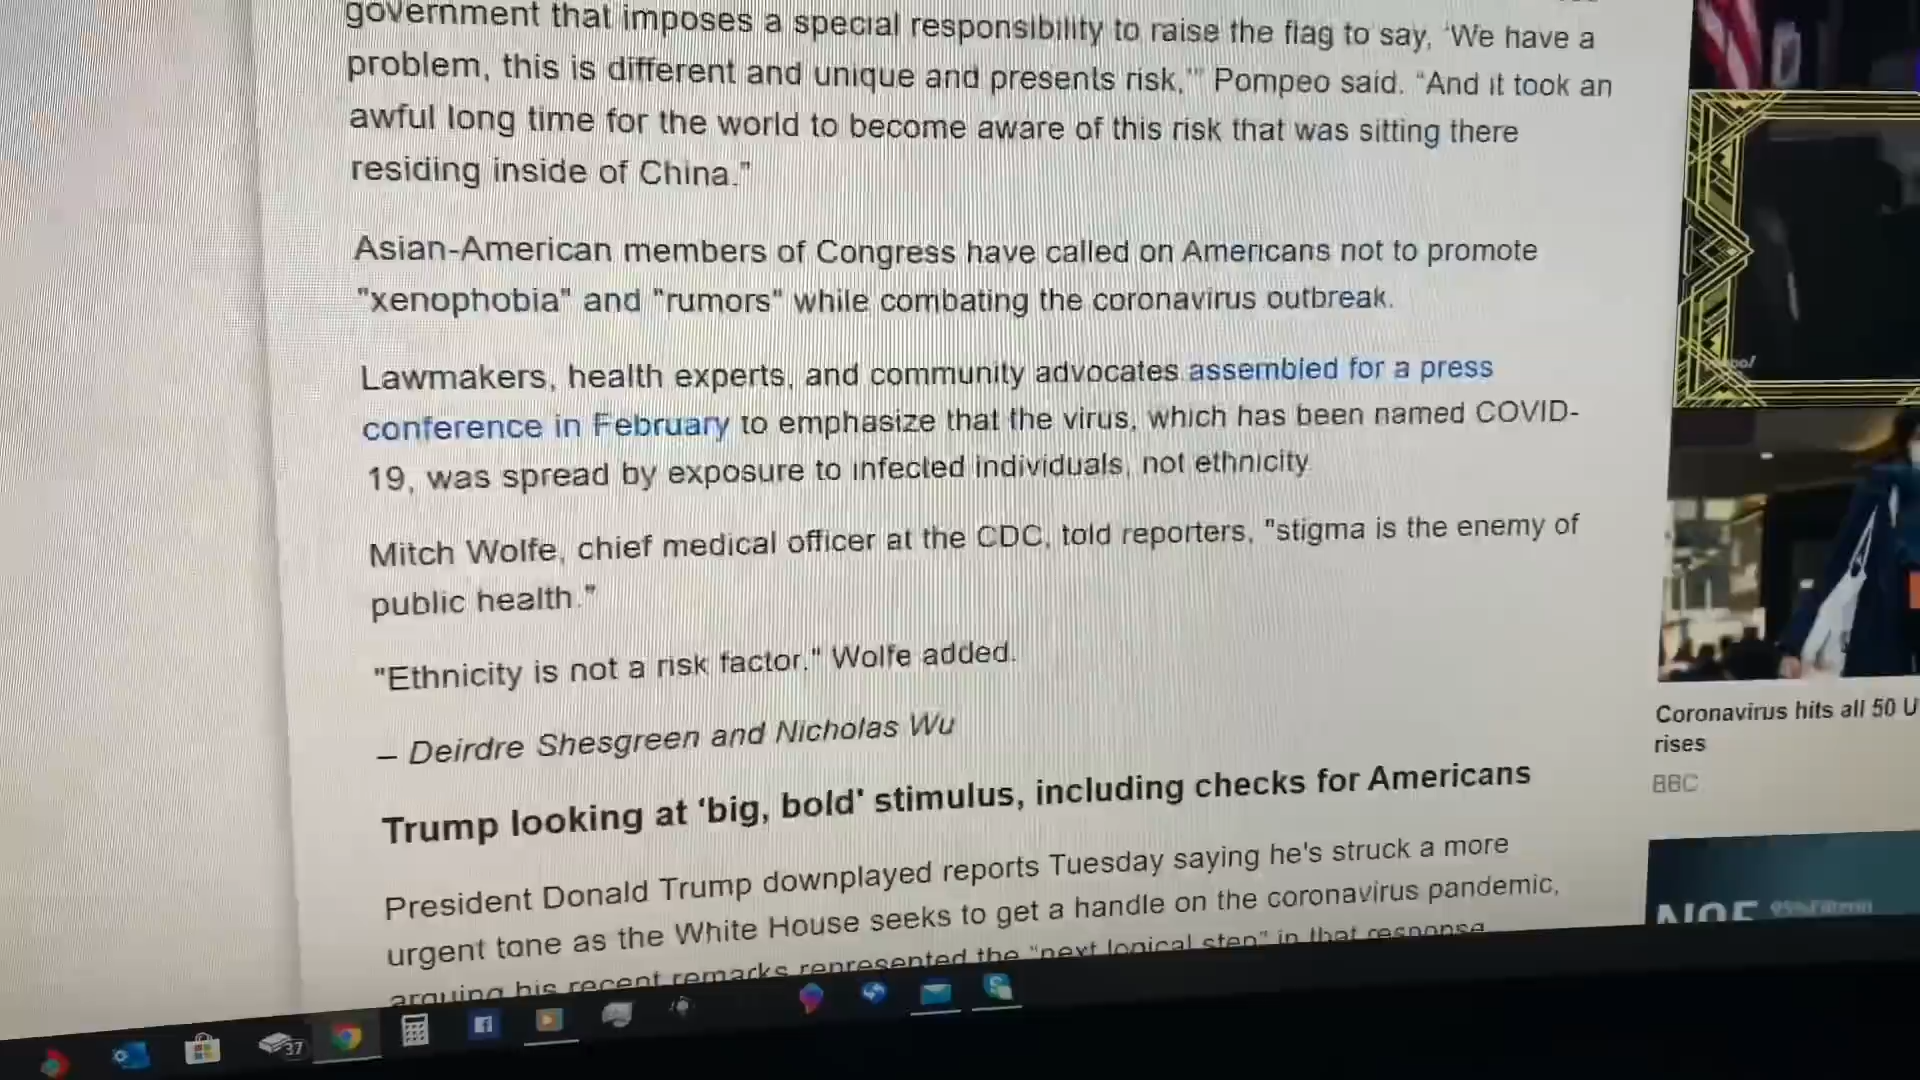 government that imposes a special responsibility to raise the flag to say, 'We have a
problem, this is different and unique and presents risk,'" Pompeo said. "And it took an
awful long time for the world to become aware of this risk that was sitting there
residing inside of China."
Asian-American members of Congress have called on Americans not to promote
"xenophobia" and "rumors" while combating the coronavirus outbreak.
Lawmakers, health experts, and community advocates assembled for a press
conference in February to emphasize that the virus, which has been named COVID-
19, was spread by exposure to infected individuals, not ethnicity
Mitch Wolfe, chief medical officer at the CDC, told reporters, "stigma is the enemy of
public health."
"Ethnicity is not a risk factor." Wolfe added.
– Deirdre Shesgreen and Nicholas Wu
Trump looking at 'big, bold' stimulus, including checks for Americans
President Donald Trump downplayed reports Tuesday saying he's struck a more
urgent tone as the White House seeks to get a handle on the coronavirus pandemic,
arguing his recent remarks represented the "next logical step" in that response
Coronavirus hits all 50 U
rises
BBC
37